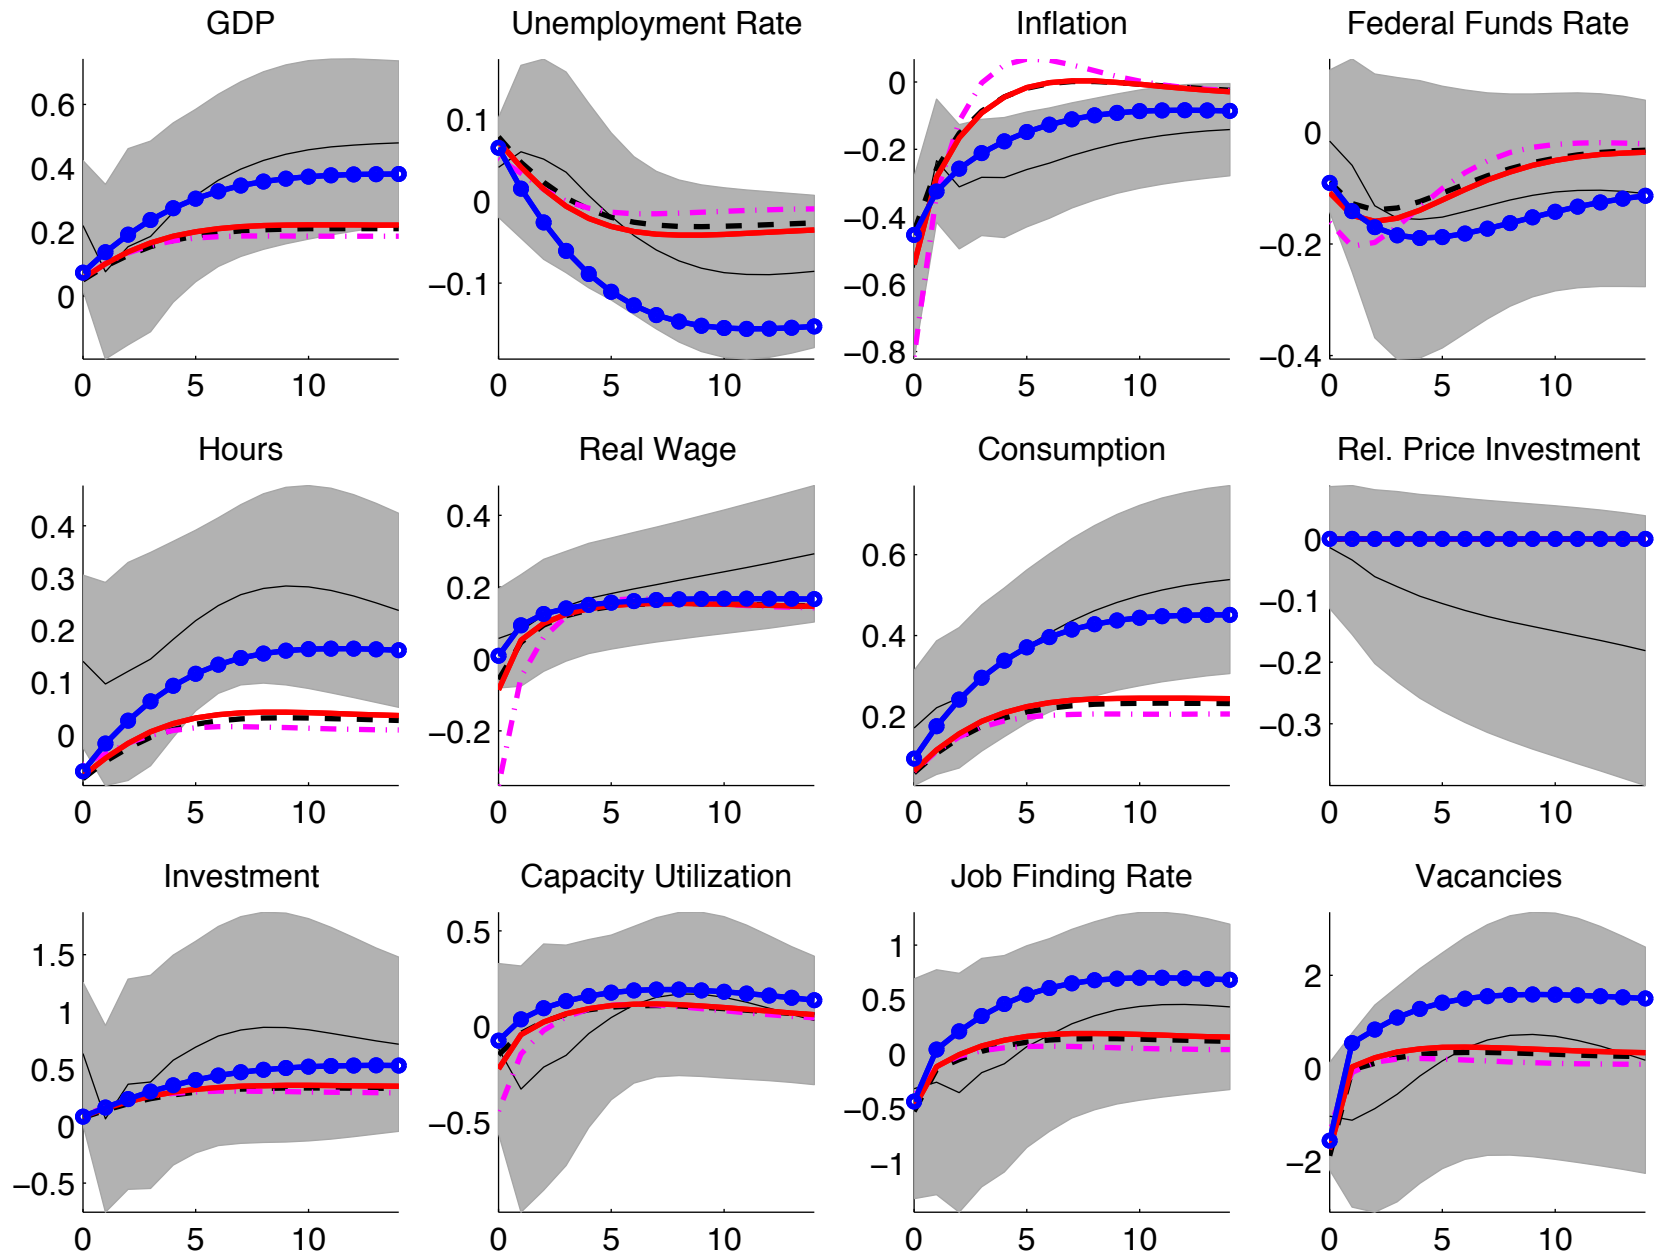 GDP
Unemployment Rate
Inflation
Federal Funds Rate
0.6
0.4
0.2
0
0 5 10
0.1
0
−0.1
0 5 10
0
−0.2
−0.4
−0.6
−0.8
0 5 10
0
−0.2
−0.4
0 5 10
Hours
Real Wage
Consumption
Rel. Price Investment
0.4
0.3
0.2
0.1
0
0 5 10
0.4
0.2
0
−0.2
0 5 10
0.6
0.4
0.2
0 5 10
0
−0.1
−0.2
−0.3
0 5 10
Investment
Capacity Utilization
Job Finding Rate
Vacancies
1.5
1
0.5
0
−0.5
0 5 10
0.5
0
−0.5
0 5 10
1
0.5
0
−0.5
−1
0 5 10
2
0
−2
0 5 10